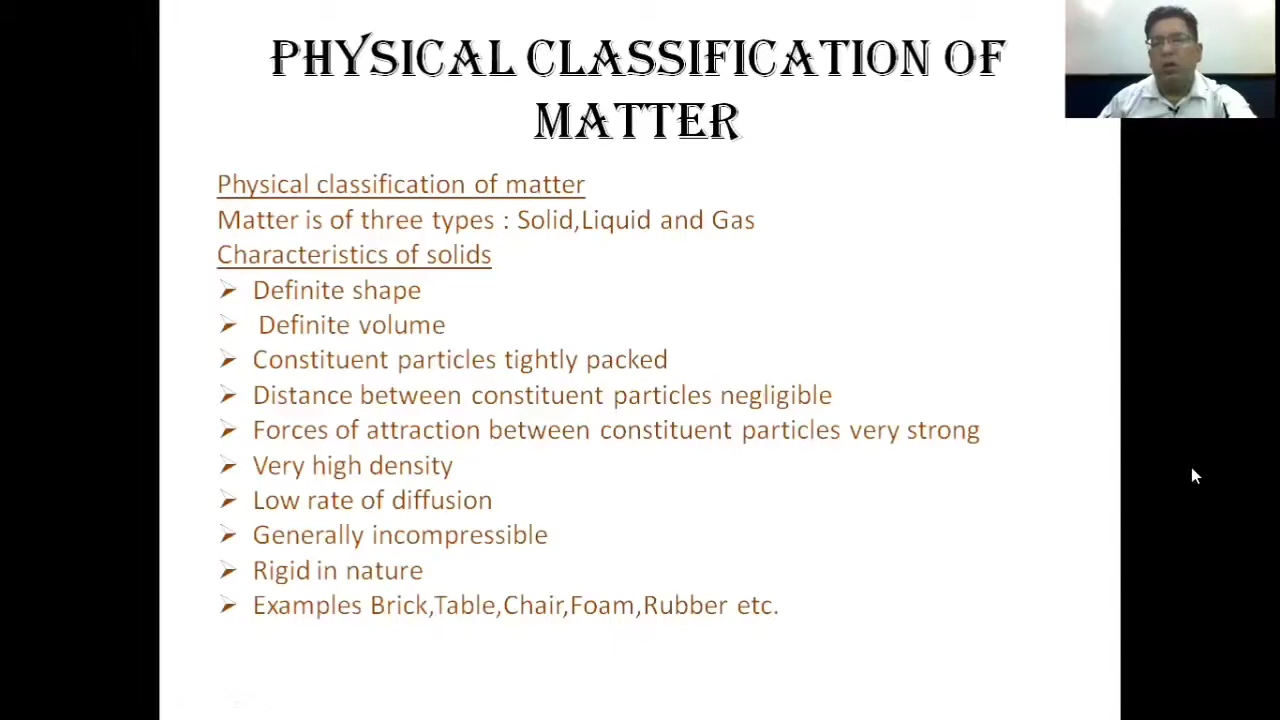 PHYSICAL CLASSIFICATION OF
MATTER
Physical classification of matter
Matter is of three types : Solid,Liquid and Gas
Characteristics of solids
➢ Definite shape
➢ Definite volume
➢ Constituent particles tightly packed
➢ Distance between constituent particles negligible
➢ Forces of attraction between constituent particles very strong
➢ Very high density
➢ Low rate of diffusion
➢ Generally incompressible
➢ Rigid in nature
➢ Examples Brick,Table,Chair,Foam,Rubber etc.